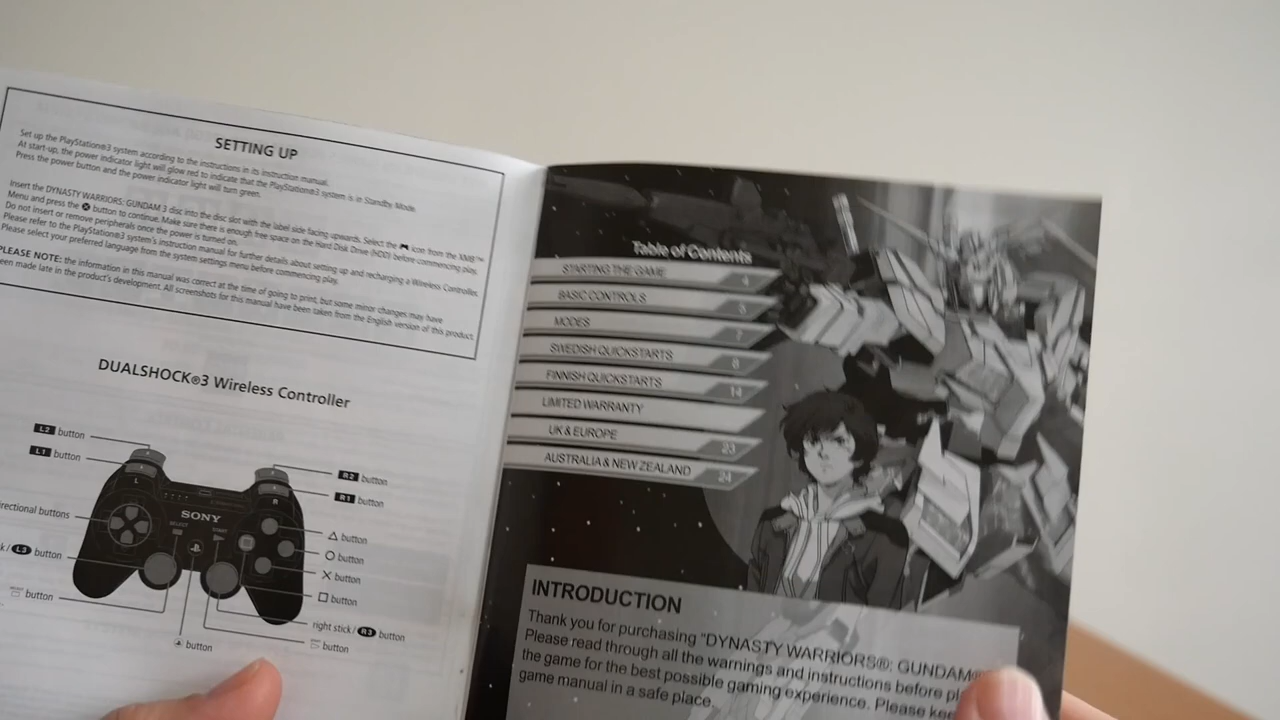 SETTING UP
Set up the PlayStation®3 system according to the instructions in its instruction manual.
At start-up, the power indicator light will glow red to indicate that the PlayStation®3 system is in Standby Mode.
Press the power button and the power indicator light will turn green.
Insert the DYNASTY WARRIORS: GUNDAM 3 disc into the disc slot with the label side facing upwards. Select the icon from the XMB™
Menu and press the button to continue. Make sure there is enough free space on the Hard Disk Drive (HDD) before commencing play.
Do not insert or remove peripherals once the power is turned on.
Please refer to the PlayStation®3 system's instruction manual for further details about setting up and recharging a Wireless Controller.
Please select your preferred language from the system settings menu before commencing play.
PLEASE NOTE: the information in this manual was correct at the time of going to print, but some minor changes may have
een made late in the product's development. All screenshots for this manual have been taken from the English version of this product.
DUALSHOCK®3 Wireless Controller
L2 button
L1 button
rectional buttons
k / L3 button
button
R2 button
R1 button
△ button
○ button
✕ button
□ button
right stick / R3 button
button
button
L
R
SONY
SELECT
START
Table of Contents
STARTING THE GAME 4
BASIC CONTROLS
MODES 7
SWEDISH QUICKSTARTS 8
FINNISH QUICKSTARTS 14
LIMITED WARRANTY
UK & EUROPE 23
AUSTRALIA & NEW ZEALAND 24
INTRODUCTION
Thank you for purchasing "DYNASTY WARRIORS®: GUNDAM®
Please read through all the warnings and instructions before pl
the game for the best possible gaming experience. Please kee
game manual in a safe place.